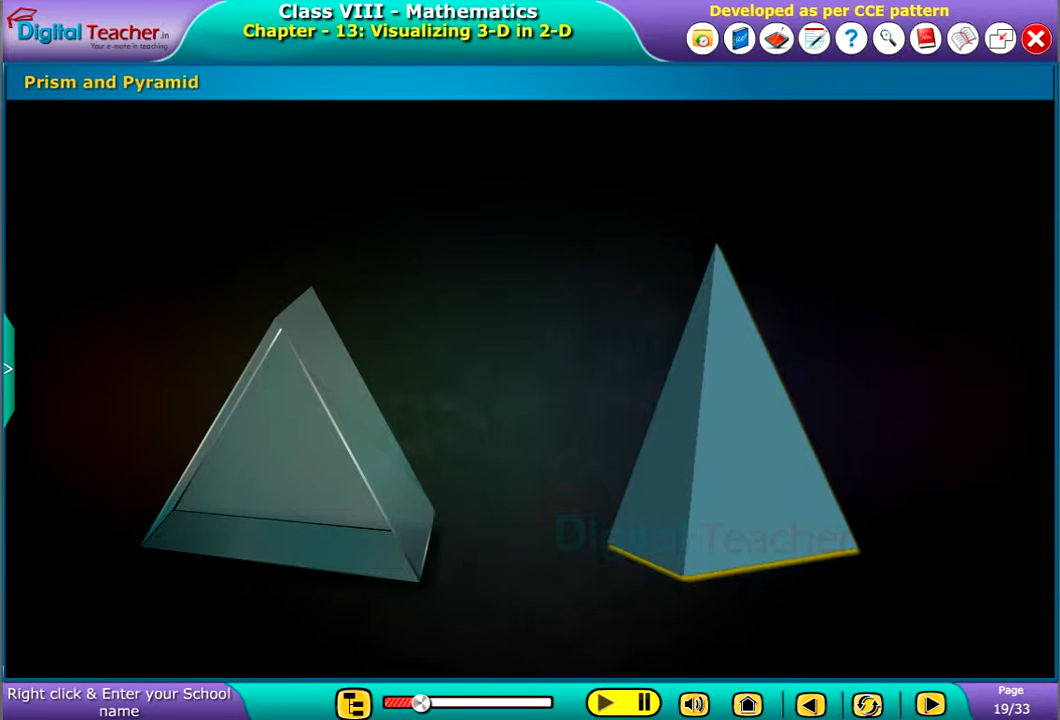 Digital Teacher.in
Your e-mate in teaching
Class VIII - Mathematics
Chapter - 13: Visualizing 3-D in 2-D
Developed as per CCE pattern
Ref
?
Prism and Pyramid
>
Digital Teacher
Right click & Enter your School
name
Page
19/33